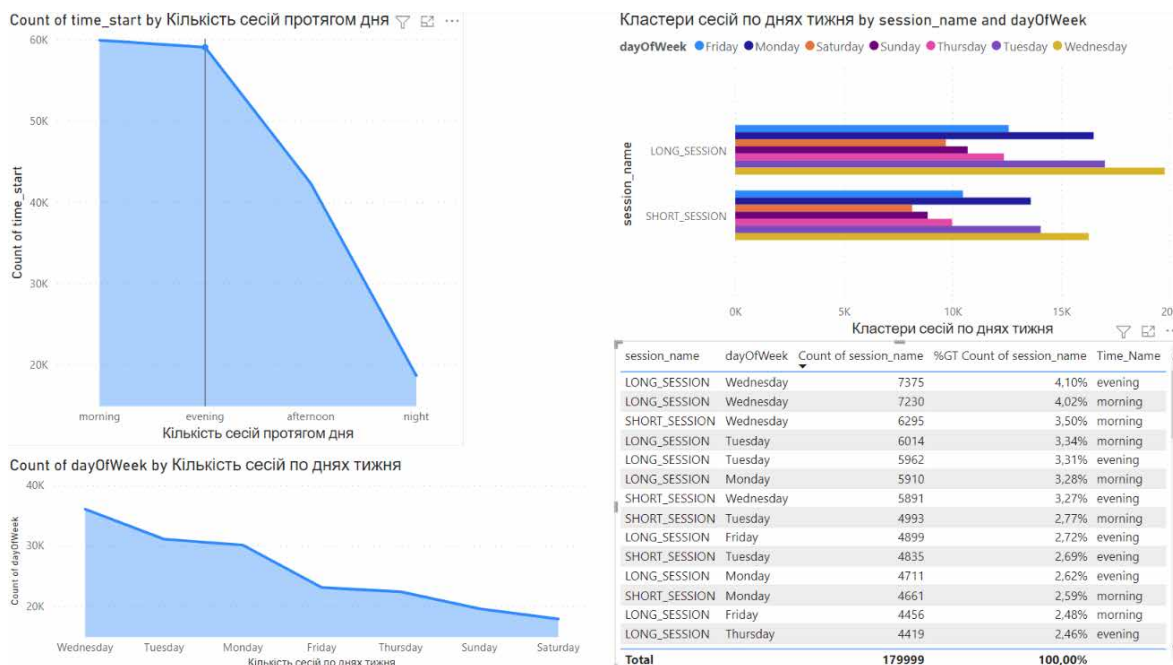 Count of time_start by Кількість сесій протягом дня
60K
50K
40K
30K
20K
Count of time_start
morning evening afternoon night
Кількість сесій протягом дня
Count of dayOfWeek by Кількість сесій по днях тижня
40K
30K
20K
Count of dayOfWeek
Wednesday Tuesday Monday Friday Thursday Sunday Saturday
Кількість сесій по днях тижня
Кластери сесій по днях тижня by session_name and dayOfWeek
dayOfWeek Friday Monday Saturday Sunday Thursday Tuesday Wednesday
session_name
LONG_SESSION
SHORT_SESSION
0K 5K 10K 15K 20
Кластери сесій по днях тижня
session_name dayOfWeek Count of session_name %GT Count of session_name Time_Name
LONG_SESSION Wednesday 7375 4,10% evening
LONG_SESSION Wednesday 7230 4,02% morning
SHORT_SESSION Wednesday 6295 3,50% morning
LONG_SESSION Tuesday 6014 3,34% morning
LONG_SESSION Tuesday 5962 3,31% evening
LONG_SESSION Monday 5910 3,28% morning
SHORT_SESSION Wednesday 5891 3,27% evening
SHORT_SESSION Tuesday 4993 2,77% morning
LONG_SESSION Friday 4899 2,72% evening
SHORT_SESSION Tuesday 4835 2,69% evening
LONG_SESSION Monday 4711 2,62% evening
SHORT_SESSION Monday 4661 2,59% morning
LONG_SESSION Friday 4456 2,48% morning
LONG_SESSION Thursday 4419 2,46% evening
Total 179999 100,00%